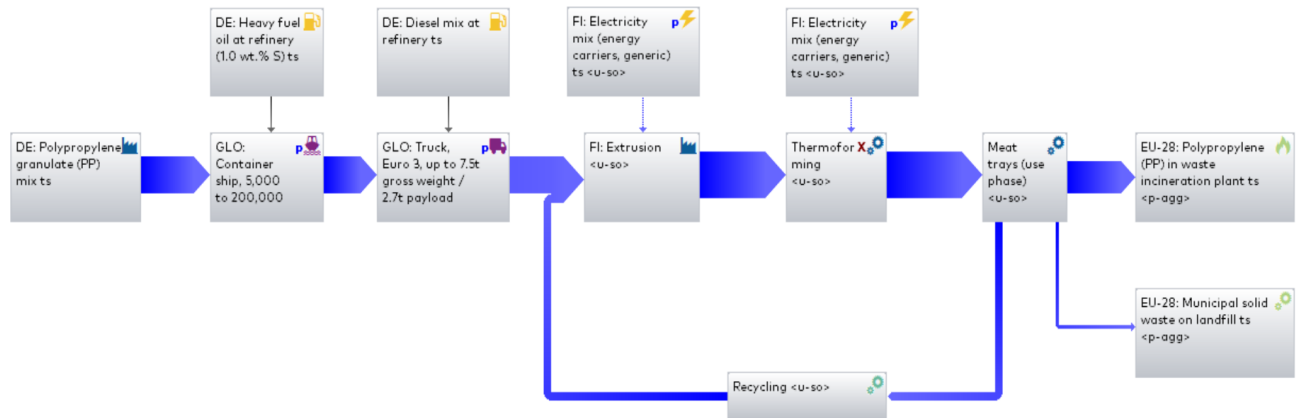 DE: Heavy fuel
oil at refinery
(1.0 wt.% S) ts
DE: Diesel mix at
refinery ts
FI: Electricity
mix (energy
carriers, generic)
ts <u-so>
p
FI: Electricity
mix (energy
carriers, generic)
ts <u-so>
p
DE: Polypropylene
granulate (PP)
mix ts
GLO:
Container
ship, 5,000
to 200,000
p
GLO: Truck,
Euro 3, up to 7.5t
gross weight /
2.7t payload
p
FI: Extrusion
<u-so>
Thermofor
ming
<u-so>
X
Meat
trays (use
phase)
<u-so>
EU-28: Polypropylene
(PP) in waste
incineration plant ts
<p-agg>
EU-28: Municipal solid
waste on landfill ts
<p-agg>
Recycling <u-so>